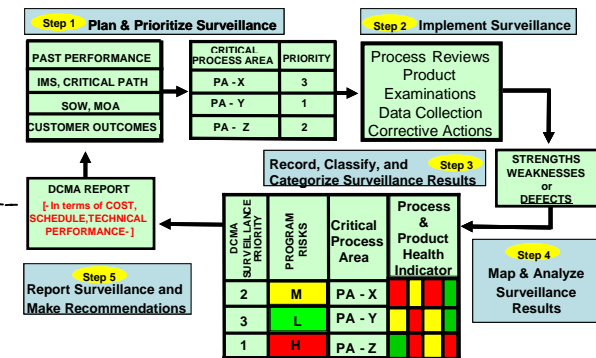 Step 1 Plan & Prioritize Surveillance
Step 2 Implement Surveillance
PAST PERFORMANCE
IMS, CRITICAL PATH
SOW, MOA
CUSTOMER OUTCOMES
CRITICAL
PROCESS AREA
PRIORITY
PA - X 3
PA - Y 1
PA - Z 2
Process Reviews
Product
Examinations
Data Collection
Corrective Actions
Record, Classify, and Step 3
Categorize Surveillance Results
STRENGTHS
WEAKNESSES
or
DEFECTS
DCMA REPORT
[- In terms of COST,
SCHEDULE,TECHNICAL
PERFORMANCE- ]
DCMA
SURVEILLANCE
PRIORITY
PROGRAM
RISKS
Critical
Process
Area
Process
&
Product
Health
Indicator
2 M PA - X
3 L PA - Y
1 H PA - Z
Step 4
Map & Analyze
Surveillance
Results
Step 5
Report Surveillance and
Make Recommendations